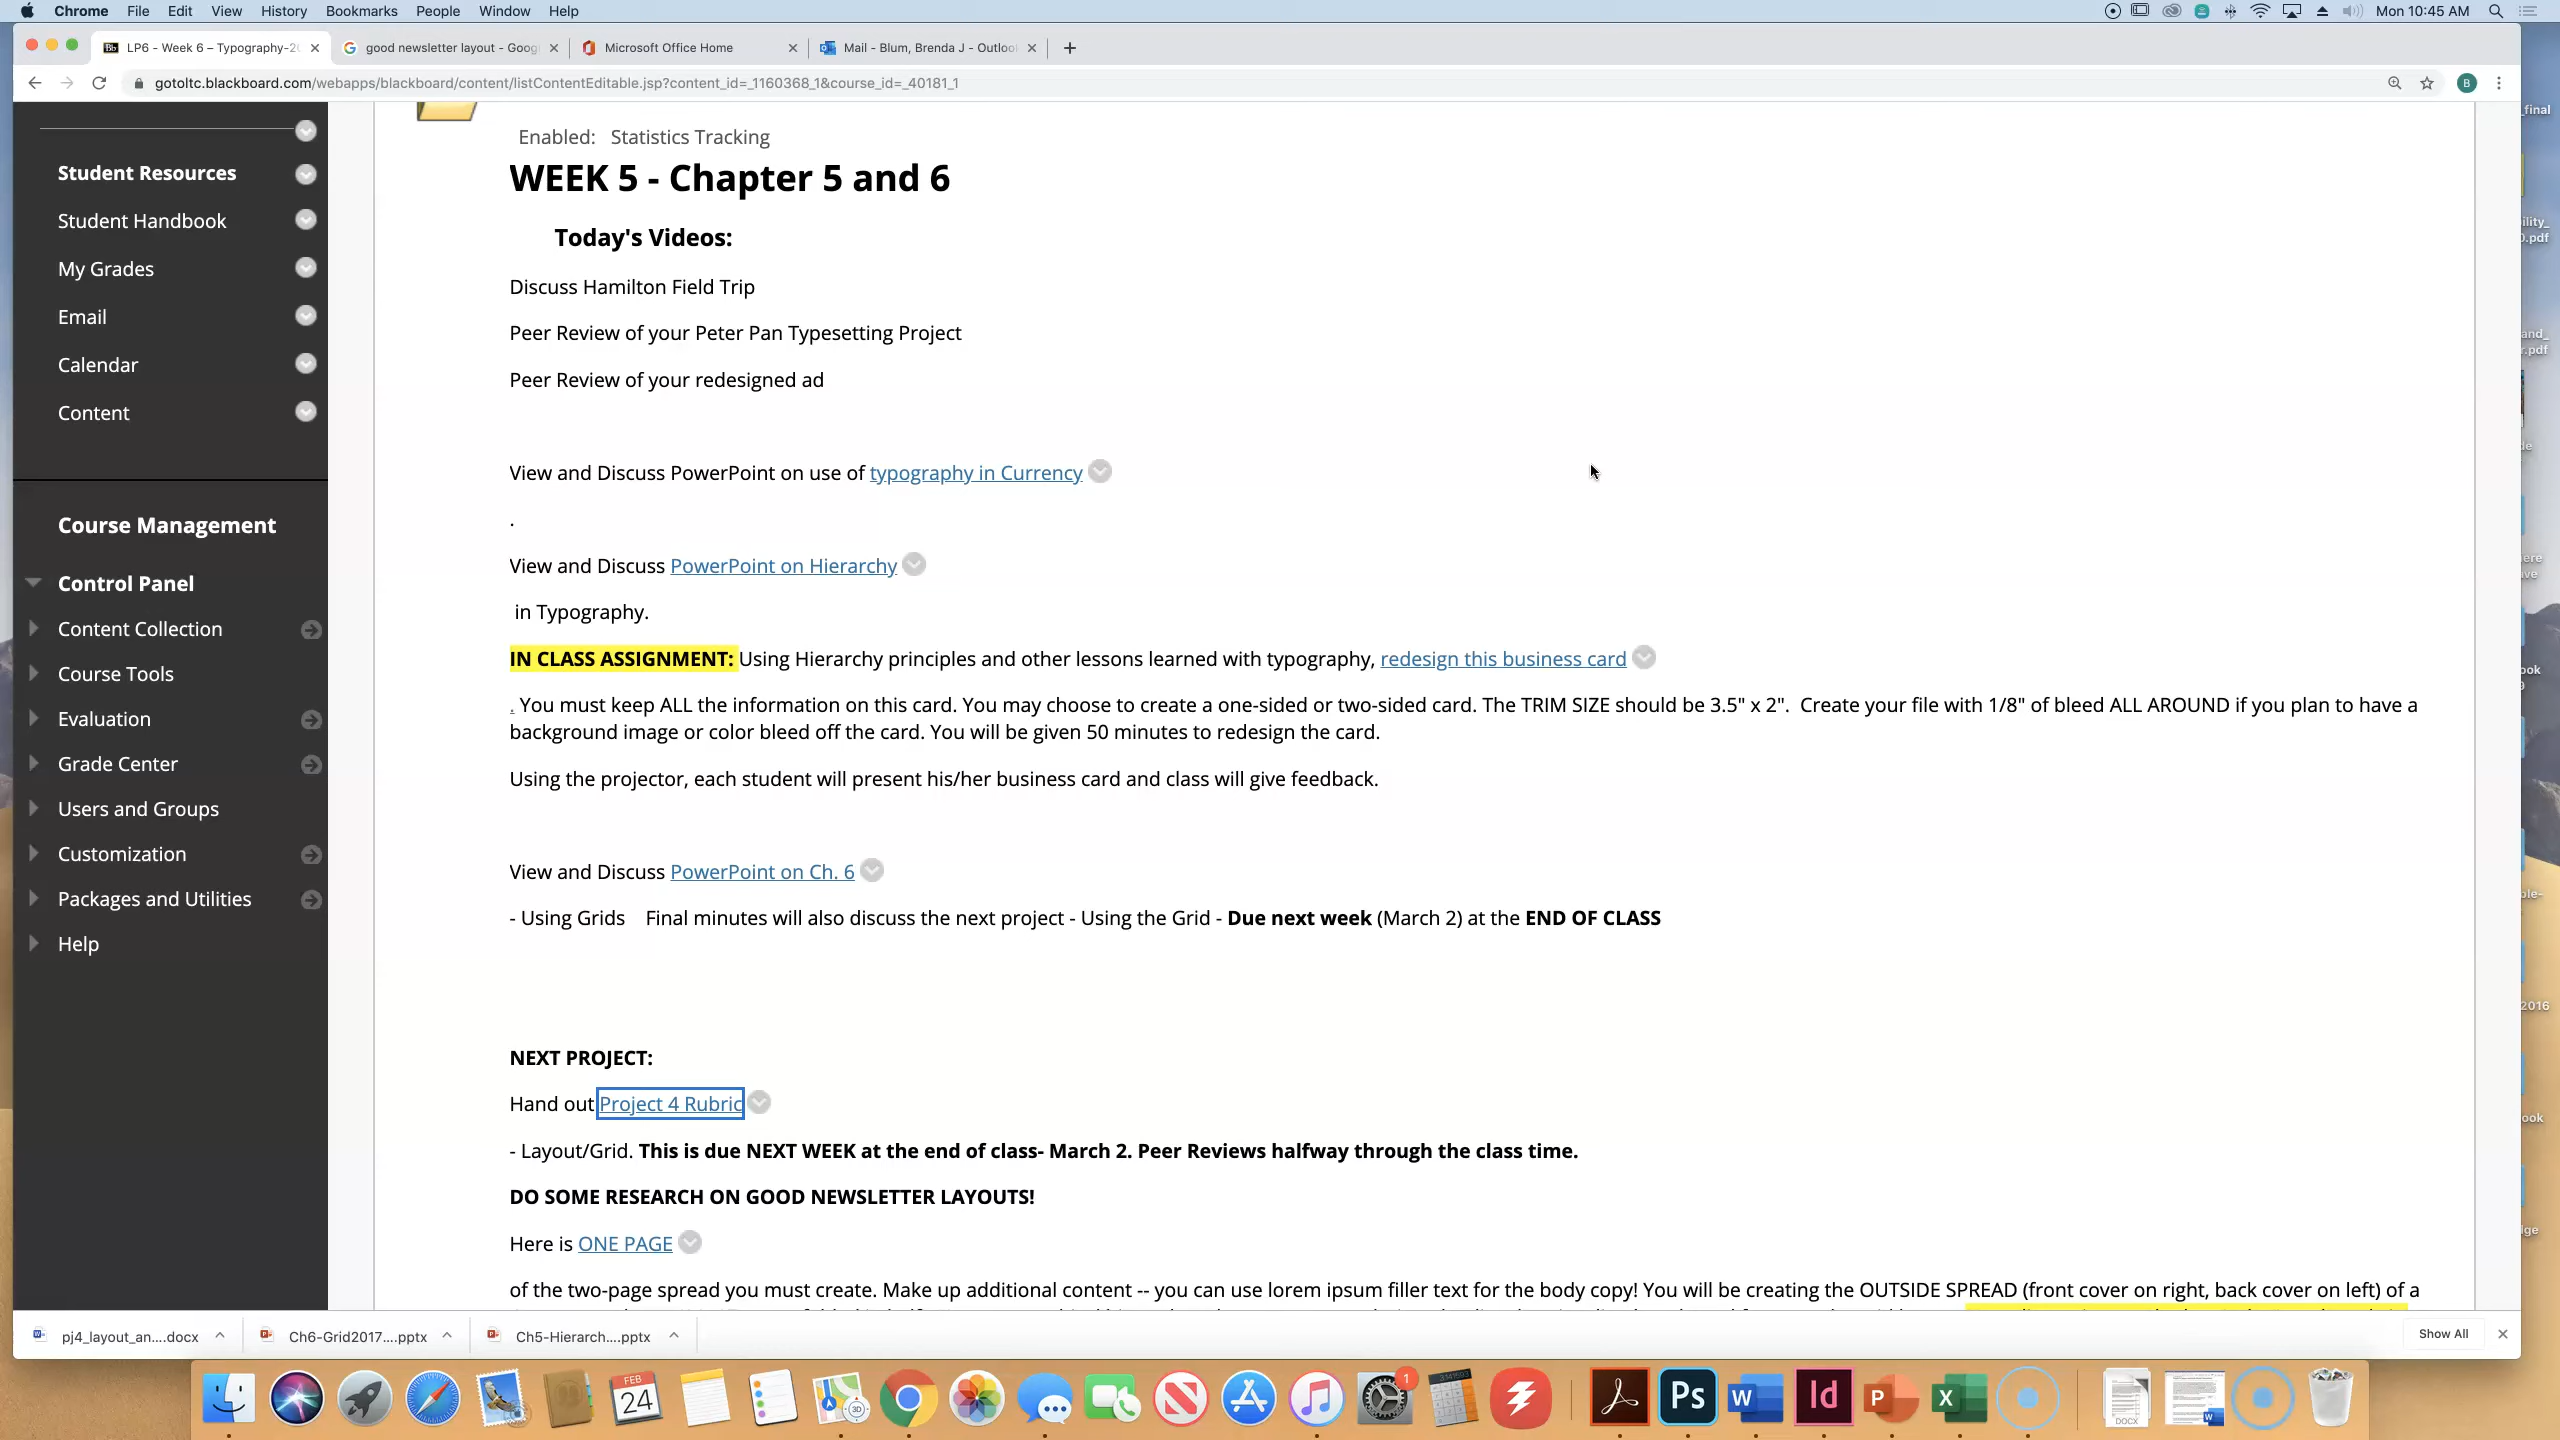 Chrome File Edit View History Bookmarks People Window Help Mon 10:45 AM
LP6 - Week 6 – Typography-20 good newsletter layout - Goog Microsoft Office Home Mail - Blum, Brenda J - Outloo
gotoltc.blackboard.com/webapps/blackboard/content/listContentEditable.jsp?content_id=_1160368_1&course_id=_40181_1 B
Student Resources
Student Handbook
My Grades
Email
Calendar
Content
Course Management
Control Panel
Content Collection
Course Tools
Evaluation
Grade Center
Users and Groups
Customization
Packages and Utilities
Help
Enabled: Statistics Tracking
WEEK 5 - Chapter 5 and 6
Today's Videos:
Discuss Hamilton Field Trip
Peer Review of your Peter Pan Typesetting Project
Peer Review of your redesigned ad
View and Discuss PowerPoint on use of typography in Currency
.
View and Discuss PowerPoint on Hierarchy
in Typography.
IN CLASS ASSIGNMENT: Using Hierarchy principles and other lessons learned with typography, redesign this business card
. You must keep ALL the information on this card. You may choose to create a one-sided or two-sided card. The TRIM SIZE should be 3.5" x 2". Create your file with 1/8" of bleed ALL AROUND if you plan to have a
background image or color bleed off the card. You will be given 50 minutes to redesign the card.
Using the projector, each student will present his/her business card and class will give feedback.
View and Discuss PowerPoint on Ch. 6
- Using Grids Final minutes will also discuss the next project - Using the Grid - Due next week (March 2) at the END OF CLASS
NEXT PROJECT:
Hand out Project 4 Rubric
- Layout/Grid. This is due NEXT WEEK at the end of class- March 2. Peer Reviews halfway through the class time.
DO SOME RESEARCH ON GOOD NEWSLETTER LAYOUTS!
Here is ONE PAGE
of the two-page spread you must create. Make up additional content -- you can use lorem ipsum filler text for the body copy! You will be creating the OUTSIDE SPREAD (front cover on right, back cover on left) of a
_final
ility_
0.pdf
and_
r.pdf
ook
2016
ook
pj4_layout_an....docx Ch6-Grid2017....pptx Ch5-Hierarch....pptx Show All
FEB
24
3D
1
Ps W Id P X
DOCX
W